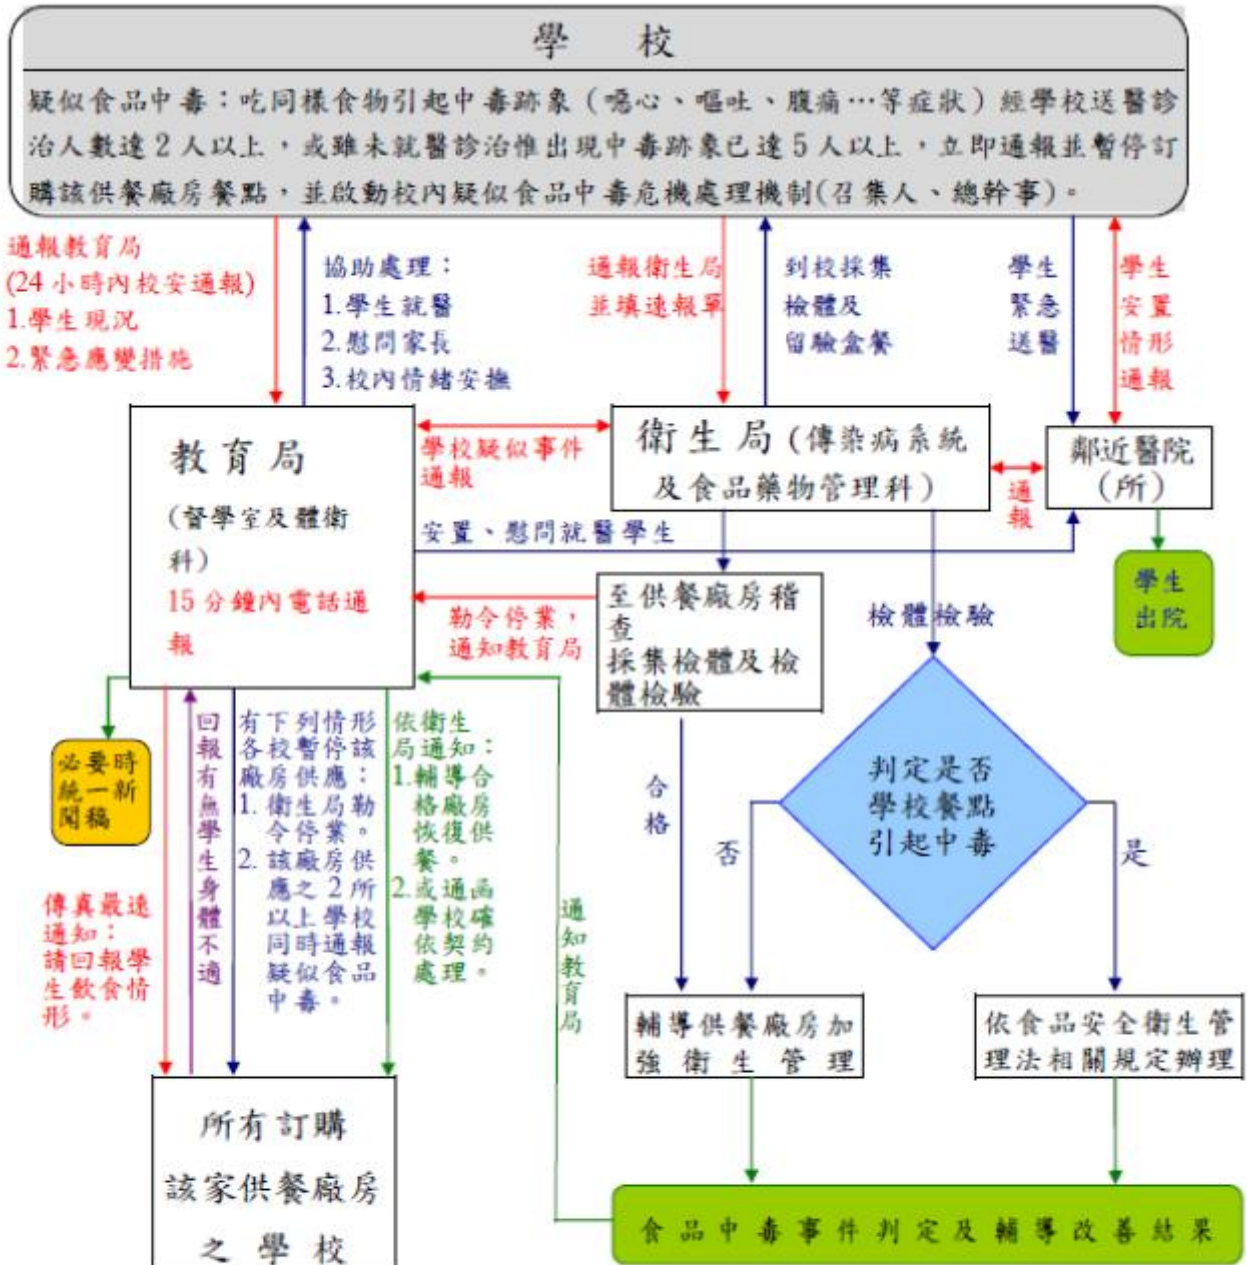 學校
疑似食品中毒：吃同樣食物引起中毒跡象（噁心、嘔吐、腹痛…等症狀）經學校送醫診
治人數達2人以上，或雖未就醫診治惟出現中毒跡象已達5人以上，立即通報並暫停訂
購該供餐廠房餐點，並啟動校內疑似食品中毒危機處理機制(召集人、總幹事)。
通報教育局
(24小時內校安通報)
1.學生現況
2.緊急應變措施
協助處理：
1.學生就醫
2.慰問家長
3.校內情緒安撫
通報衛生局
並填速報單
到校採集
檢體及
留驗盒餐
學生
緊急
送醫
學生
安置
情形
通報
教育局
(督學室及體衛
科)
15分鐘內電話通
報
學校疑似事件
通報
衛生局(傳染病系統
及食品藥物管理科)
通
報
鄰近醫院
(所)
安置、慰問就醫學生
學生
出院
勒令停業，
通知教育局
至供餐廠房稽
查
採集檢體及檢
體檢驗
檢體檢驗
必要時
統一新
聞稿
傳真最速
通知：
請回報學
生飲食情
形。
回
報
有
無
學
生
身
體
不
適
有下列情形
各校暫停該
廠房供應：
1.衛生局勒
令停業。
2.該廠房供
應之2所
以上學校
同時通報
疑似食品
中毒。
依衛生
局通知：
1.輔導合
格廠房
恢復供
餐。
2.或通函
學校確
依契約
處理。
通
知
教
育
局
合
格
否
判定是否
學校餐點
引起中毒
是
輔導供餐廠房加
強衛生管理
依食品安全衛生管
理法相關規定辦理
所有訂購
該家供餐廠房
之學校
食品中毒事件判定及輔導改善結果